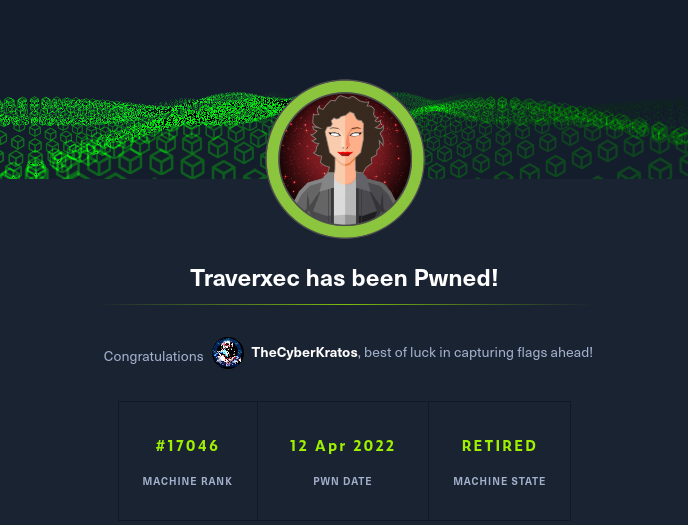 Traverxec has been Pwned!
Congratulations TheCyberKratos, best of luck in capturing flags ahead!
#17046 12 Apr 2022 RETIRED
MACHINE RANK PWN DATE MACHINE STATE